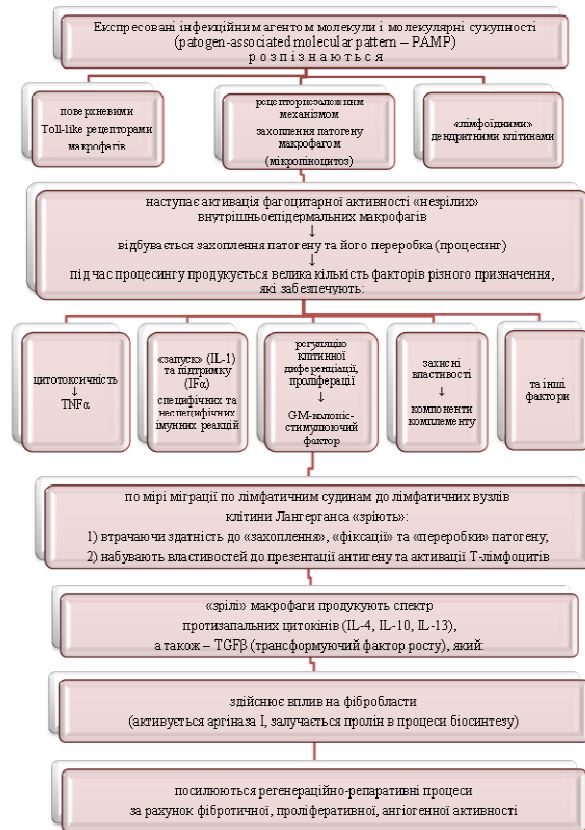 Експресовані інфекційним агентом молекули і молекулярні сукупності
(patogen-associated molecular pattern – PAMP)
розпізнаються
поверхневими
Toll-like рецепторами
макрофагів
рецепторнезалежним
механізмом
захоплення патогену
макрофагом
(мікропіноцитоз)
«лімфоїдними»
дендритними клітинами
наступає активація фагоцитарної активності «незрілих»
внутрішньоепідермальних макрофагів
↓
відбувається захоплення патогену та його переробка (процесинг)
↓
під час процесингу продукується велика кількість факторів різного призначення,
які забезпечують:
цитотоксичність
↓
TNFα
«запуск» (IL-1)
та підтримку
(IFα)
специфічних та
неспецифічних
імунних реакцій
регуляцію
клітинної
диференціації,
проліферації
↓
GM-колоніє-
стимулюючий
фактор
захисні
властивості
↓
компоненти
комплементу
та інші
фактори
по мірі міграції по лімфатичним судинам до лімфатичних вузлів
клітини Лангерганса «зріють»:
1) втрачаючи здатність до «захоплення», «фіксації» та «переробки» патогену,
2) набувають властивостей до презентації антигену та активації Т-лімфоцитів
«зрілі» макрофаги продукують спектр
протизапальних цитокінів (IL-4, IL-10, IL-13),
а також – TGFβ (трансформуючий фактор росту), який:
здійснює вплив на фібробласти
(активується аргіназа I, залучається пролін в процеси біосинтезу)
посилюються регенераційно-репаративні процеси
за рахунок фібротичної, проліферативної, ангіогенної активності